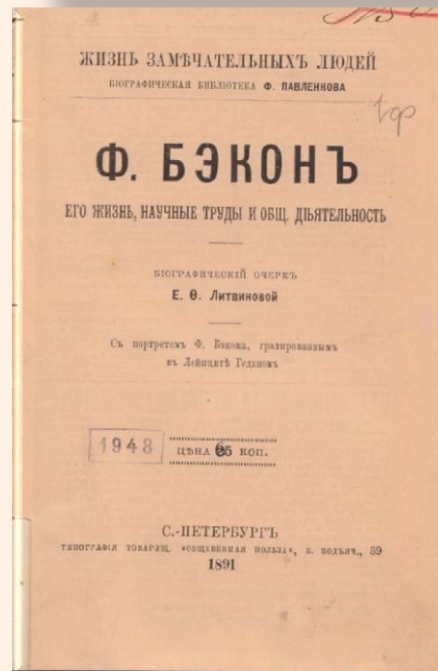 ЖИЗНЬ ЗАМѢЧАТЕЛЬНЫХЪ ЛЮДЕЙ
БІОГРАФИЧЕСКАЯ БИБЛІОТЕКА Ф. ПАВЛЕНКОВА
Ф. БЭКОНЪ
ЕГО ЖИЗНЬ, НАУЧНЫЕ ТРУДЫ И ОБЩ. ДѢЯТЕЛЬНОСТЬ
БІОГРАФИЧЕСКІЙ ОЧЕРКЪ
Е. Ѳ. Литвиновой
Съ портретомъ Ф. Бэкона, гравированнымъ
въ Лейпцигѣ Геданомъ
1948
ЦѢНА 25 КОП.
С.-ПЕТЕРБУРГЪ
ТИПОГРАФІЯ ТОВАРИЩ. «ОБЩЕСТВЕННАЯ ПОЛЬЗА», Б. ПОДЪЯЧ., 39
1891